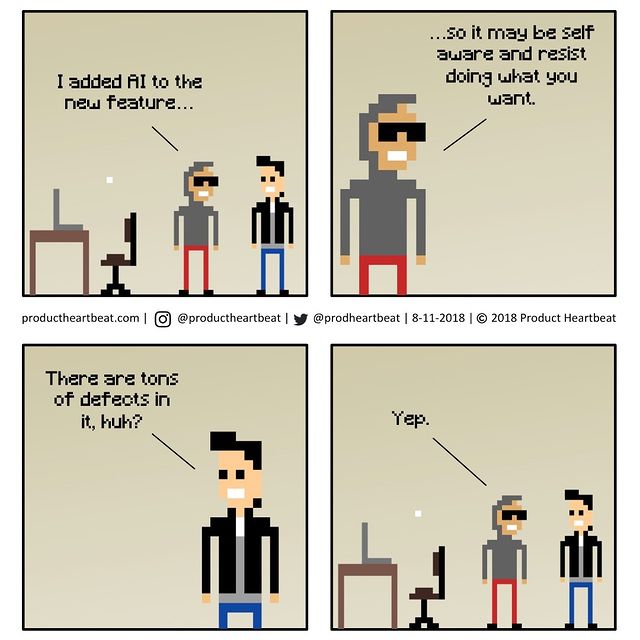 I added AI to the
new feature...
...so it may be self
aware and resist
doing what you
want.
productheartbeat.com | @productheartbeat | @prodheartbeat | 8-11-2018 | © 2018 Product Heartbeat
There are tons
of defects in
it, huh?
Yep.